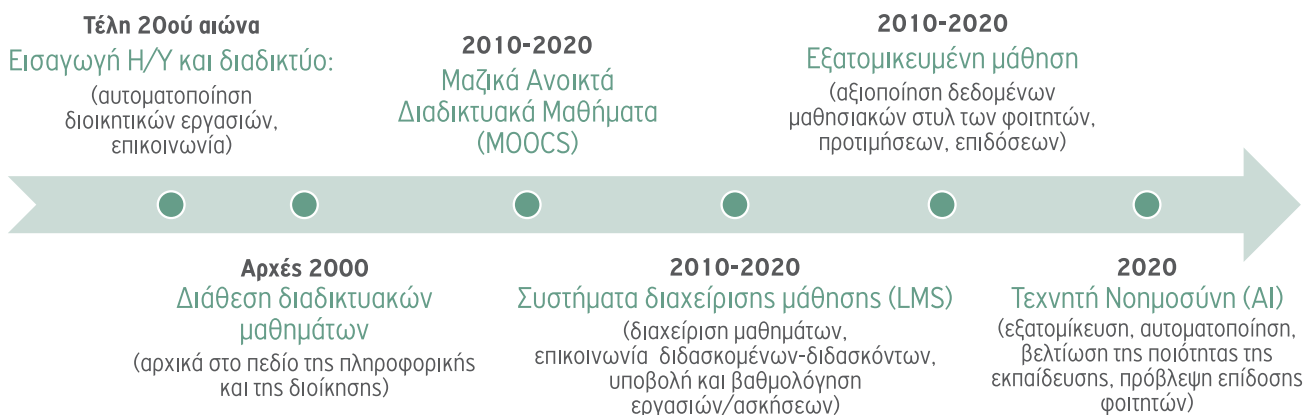 Τέλη 20ού αιώνα
Εισαγωγή Η/Υ και διαδικτύο:
(αυτοματοποίηση
διοικητικών εργασιών,
επικοινωνία)
2010-2020
Μαζικά Ανοικτά
Διαδικτυακά Μαθήματα
(MOOCS)
2010-2020
Εξατομικευμένη μάθηση
(αξιοποίηση δεδομένων
μαθησιακών στυλ των φοιτητών,
προτιμήσεων, επιδόσεων)
Αρχές 2000
Διάθεση διαδικτυακών
μαθημάτων
(αρχικά στο πεδίο της πληροφορικής
και της διοίκησης)
2010-2020
Συστήματα διαχείρισης μάθησης (LMS)
(διαχείριση μαθημάτων,
επικοινωνία διδασκομένων-διδασκόντων,
υποβολή και βαθμολόγηση
εργασιών/ασκήσεων)
2020
Τεχνητή Νοημοσύνη (AI)
(εξατομίκευση, αυτοματοποίηση,
βελτίωση της ποιότητας της
εκπαίδευσης, πρόβλεψη επίδοσης
φοιτητών)